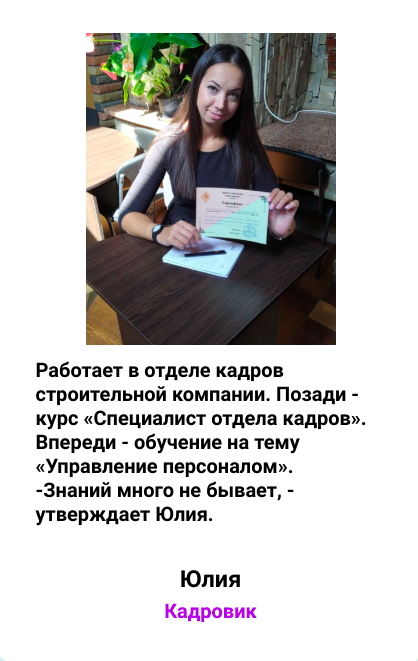 Сертификат
Работает в отделе кадров
строительной компании. Позади -
курс «Специалист отдела кадров».
Впереди - обучение на тему
«Управление персоналом».
-Знаний много не бывает, -
утверждает Юлия.
Юлия
Кадровик